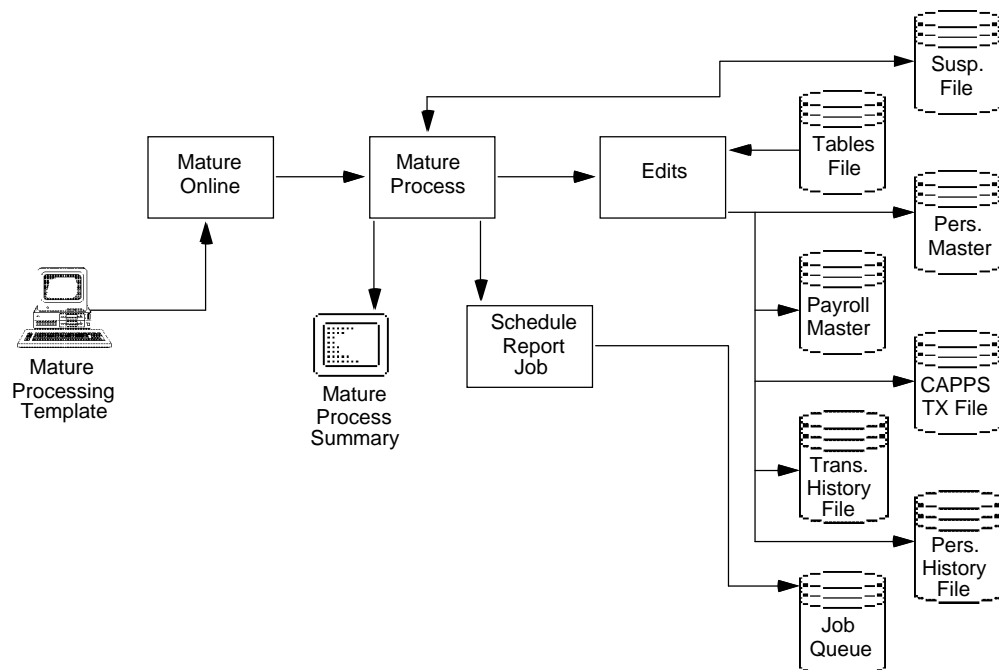 Susp.
File
Tables
File
Mature
Online
Mature
Process
Edits
Pers.
Master
Payroll
Master
Schedule
Report
Job
Mature
Processing
Template
Mature
Process
Summary
CAPPS
TX File
Trans.
History
File
Pers.
History
File
Job
Queue